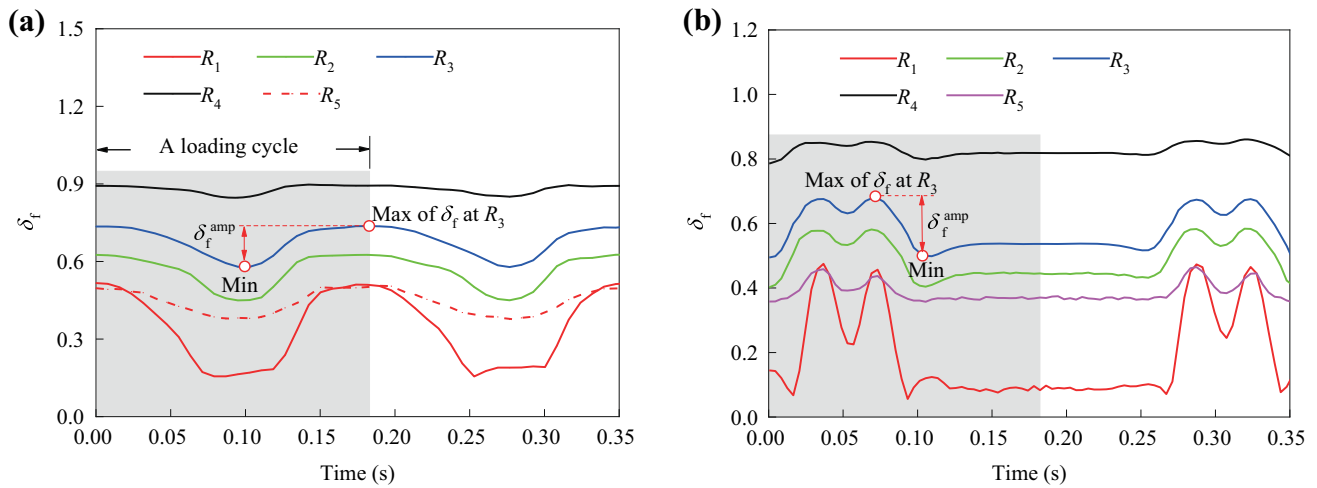 (a)
1.5
1.2
0.9
0.6
0.3
0.0
δf
R1 R2 R3
R4 R5
A loading cycle
Max of δf at R3
δf^amp
Min
0.00 0.05 0.10 0.15 0.20 0.25 0.30 0.35
Time (s)
(b)
1.2
1.0
0.8
0.6
0.4
0.2
0.0
δf
R1 R2 R3
R4 R5
Max of δf at R3
δf^amp
Min
0.00 0.05 0.10 0.15 0.20 0.25 0.30 0.35
Time (s)